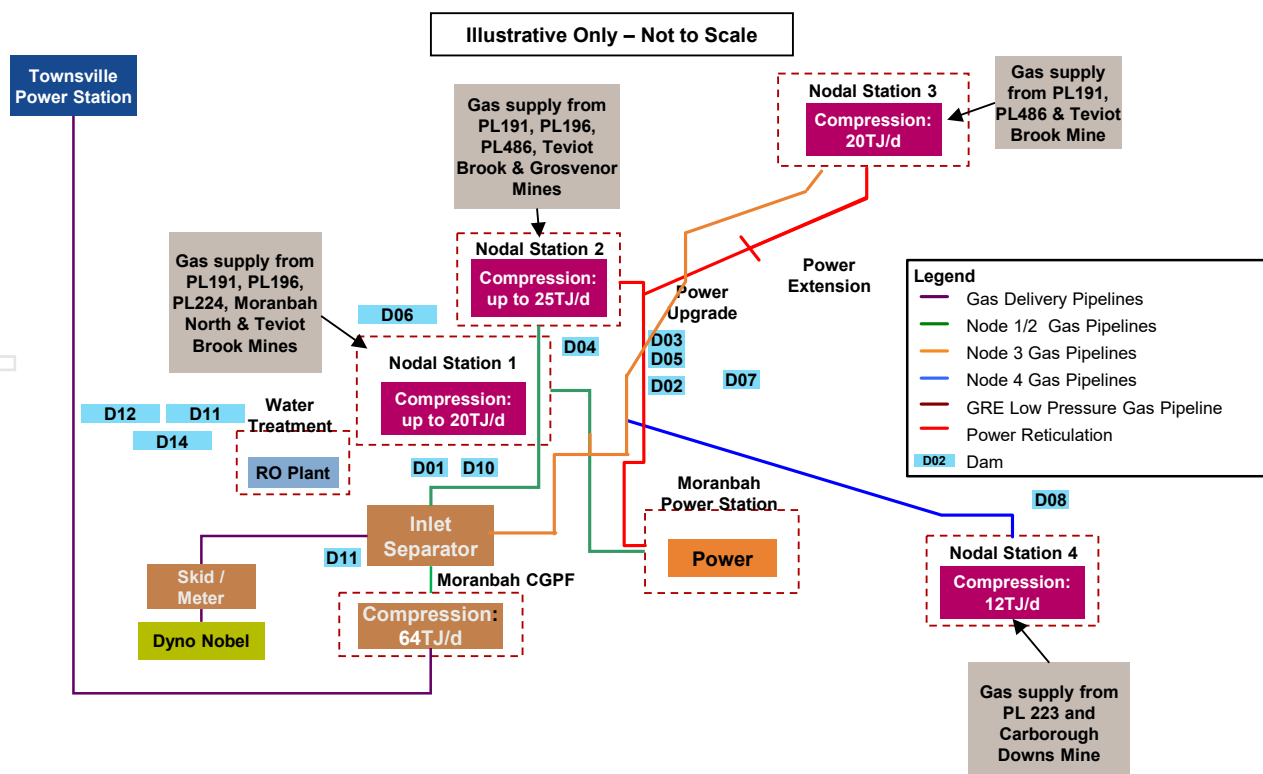 Illustrative Only – Not to Scale
Townsville
Power Station
Gas supply from
PL191, PL196,
PL486, Teviot
Brook & Grosvenor
Mines
Nodal Station 3
Compression:
20TJ/d
Gas supply
from PL191,
PL486 & Teviot
Brook Mine
Gas supply from
PL191, PL196,
PL224, Moranbah
North & Teviot
Brook Mines
Nodal Station 2
Compression:
up to 25TJ/d
Power
Upgrade
Power
Extension
D06
D04
D03
D05
D02
D07
Nodal Station 1
Compression:
up to 20TJ/d
Legend
Gas Delivery Pipelines
Node 1/2 Gas Pipelines
Node 3 Gas Pipelines
Node 4 Gas Pipelines
GRE Low Pressure Gas Pipeline
Power Reticulation
D02
Dam
D12
D11
D14
Water
Treatment
RO Plant
D01
D10
Inlet
Separator
D11
Moranbah
Power Station
Power
D08
Nodal Station 4
Compression:
12TJ/d
Skid /
Meter
Dyno Nobel
Moranbah CGPF
Compression:
64TJ/d
Gas supply from
PL 223 and
Carborough
Downs Mine